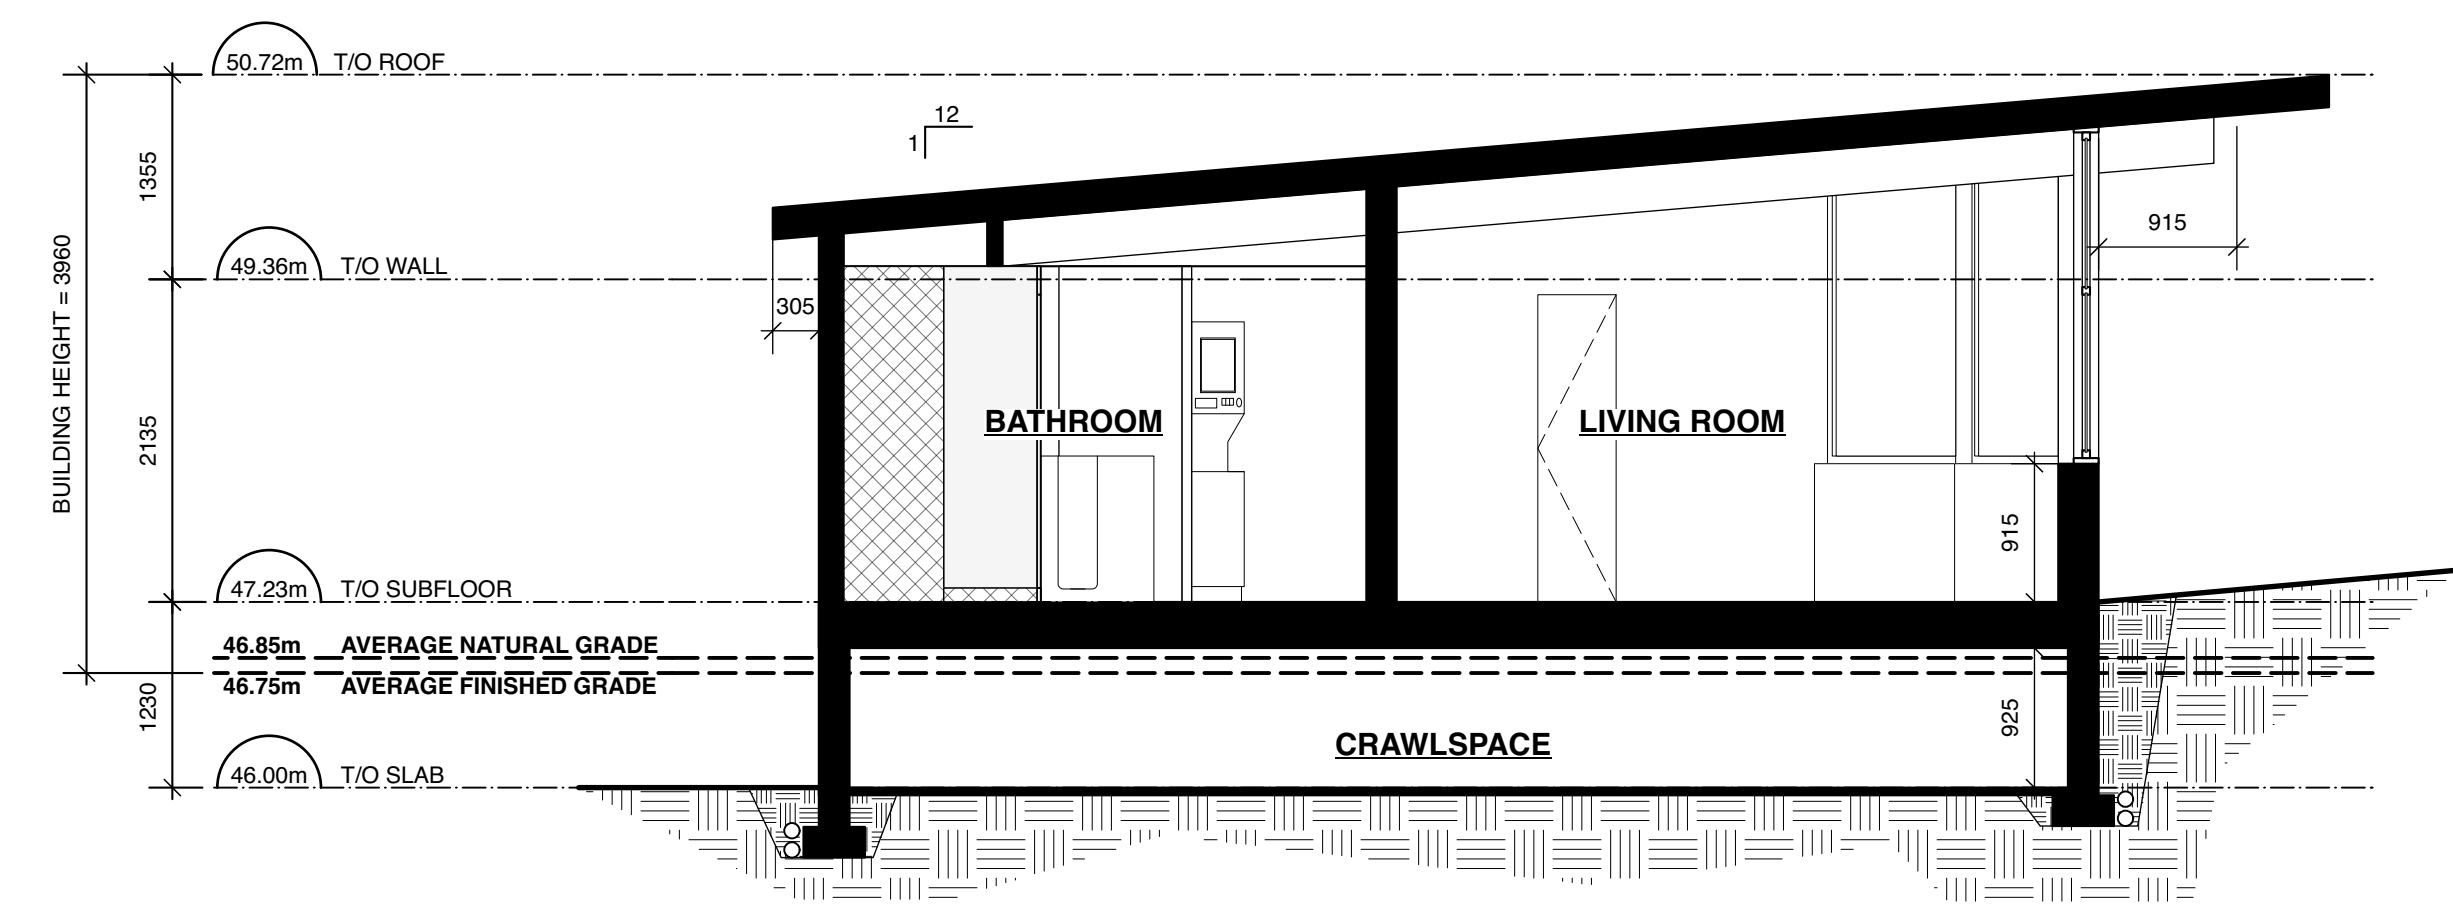 50.72m T/O ROOF
12
1
1355
915
BUILDING HEIGHT = 3960
49.36m T/O WALL
305
2135
BATHROOM
LIVING ROOM
915
47.23m T/O SUBFLOOR
46.85m AVERAGE NATURAL GRADE
46.75m AVERAGE FINISHED GRADE
1230
925
CRAWLSPACE
46.00m T/O SLAB